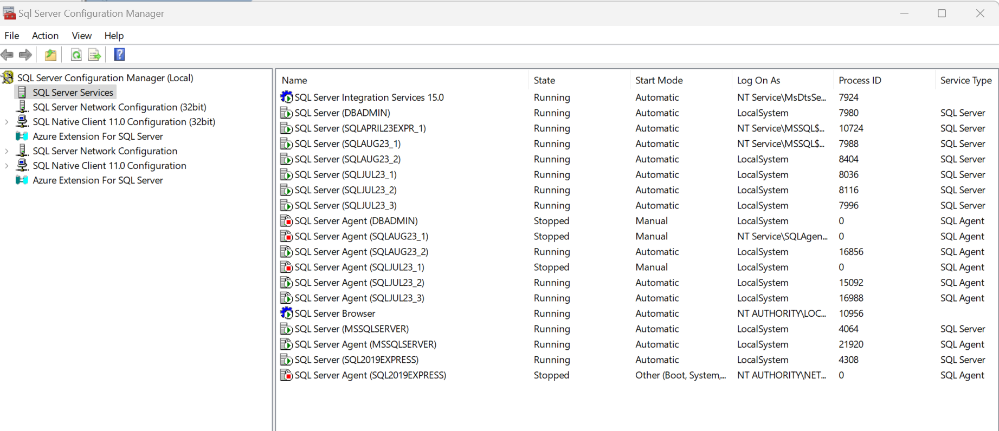 Sql Server Configuration Manager
File Action View Help
SQL Server Configuration Manager (Local)
SQL Server Services
SQL Server Network Configuration (32bit)
SQL Native Client 11.0 Configuration (32bit)
Azure Extension For SQL Server
SQL Server Network Configuration
SQL Native Client 11.0 Configuration
Azure Extension For SQL Server
Name State Start Mode Log On As Process ID Service Type
SQL Server Integration Services 15.0 Running Automatic NT Service\MsDtsSe... 7924
SQL Server (DBADMIN) Running Automatic LocalSystem 7980 SQL Server
SQL Server (SQLAPRIL23EXPR_1) Running Automatic NT Service\MSSQL$... 10724 SQL Server
SQL Server (SQLAUG23_1) Running Automatic NT Service\MSSQL$... 7988 SQL Server
SQL Server (SQLAUG23_2) Running Automatic LocalSystem 8404 SQL Server
SQL Server (SQLJUL23_1) Running Automatic LocalSystem 8036 SQL Server
SQL Server (SQLJUL23_2) Running Automatic LocalSystem 8116 SQL Server
SQL Server (SQLJUL23_3) Running Automatic LocalSystem 7996 SQL Server
SQL Server Agent (DBADMIN) Stopped Manual LocalSystem 0 SQL Agent
SQL Server Agent (SQLAUG23_1) Stopped Manual NT Service\SQLAgen... 0 SQL Agent
SQL Server Agent (SQLAUG23_2) Running Automatic LocalSystem 16856 SQL Agent
SQL Server Agent (SQLJUL23_1) Stopped Manual LocalSystem 0 SQL Agent
SQL Server Agent (SQLJUL23_2) Running Automatic LocalSystem 15092 SQL Agent
SQL Server Agent (SQLJUL23_3) Running Automatic LocalSystem 16988 SQL Agent
SQL Server Browser Running Automatic NT AUTHORITY\LOC... 10956
SQL Server (MSSQLSERVER) Running Automatic LocalSystem 4064 SQL Server
SQL Server Agent (MSSQLSERVER) Running Automatic LocalSystem 21920 SQL Agent
SQL Server (SQL2019EXPRESS) Running Automatic LocalSystem 4308 SQL Server
SQL Server Agent (SQL2019EXPRESS) Stopped Other (Boot, System,... NT AUTHORITY\NET... 0 SQL Agent